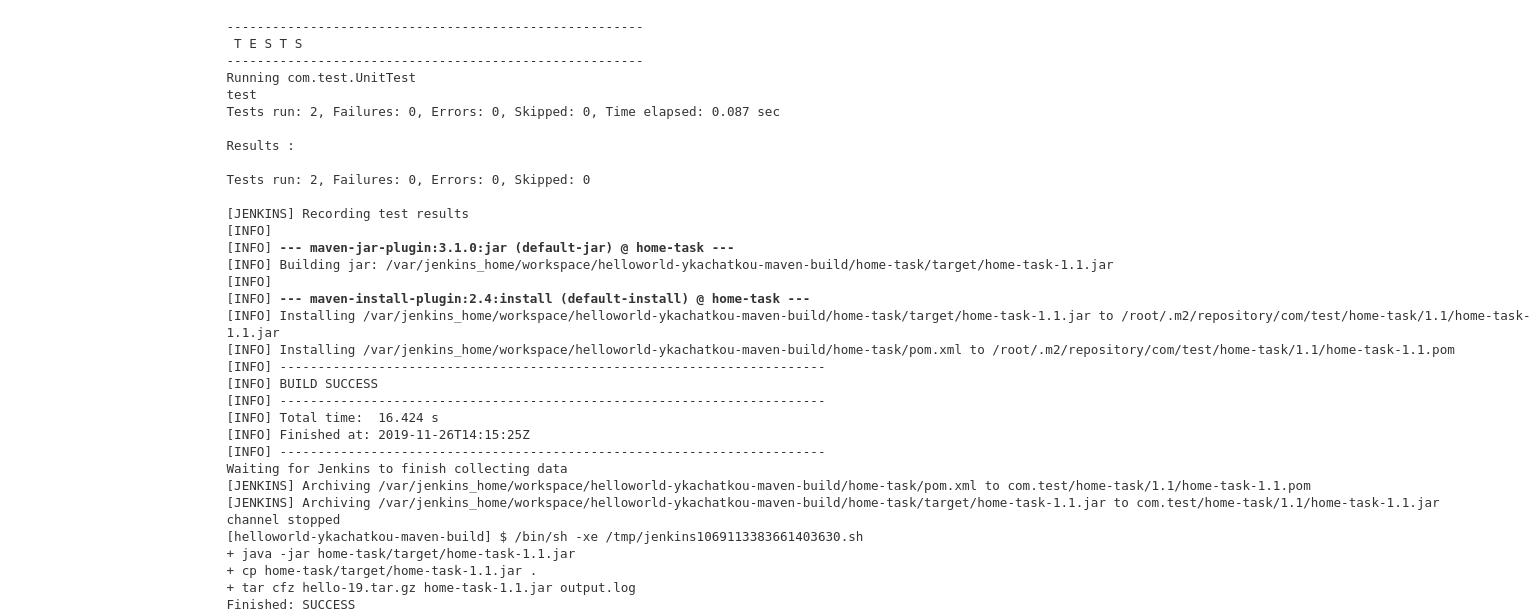 -------------------------------------------------------
 T E S T S
-------------------------------------------------------
Running com.test.UnitTest
test
Tests run: 2, Failures: 0, Errors: 0, Skipped: 0, Time elapsed: 0.087 sec

Results :

Tests run: 2, Failures: 0, Errors: 0, Skipped: 0

[JENKINS] Recording test results
[INFO]
[INFO] --- maven-jar-plugin:3.1.0:jar (default-jar) @ home-task ---
[INFO] Building jar: /var/jenkins_home/workspace/helloworld-ykachatkou-maven-build/home-task/target/home-task-1.1.jar
[INFO]
[INFO] --- maven-install-plugin:2.4:install (default-install) @ home-task ---
[INFO] Installing /var/jenkins_home/workspace/helloworld-ykachatkou-maven-build/home-task/target/home-task-1.1.jar to /root/.m2/repository/com/test/home-task/1.1/home-task-
1.1.jar
[INFO] Installing /var/jenkins_home/workspace/helloworld-ykachatkou-maven-build/home-task/pom.xml to /root/.m2/repository/com/test/home-task/1.1/home-task-1.1.pom
[INFO] ------------------------------------------------------------------------
[INFO] BUILD SUCCESS
[INFO] ------------------------------------------------------------------------
[INFO] Total time:  16.424 s
[INFO] Finished at: 2019-11-26T14:15:25Z
[INFO] ------------------------------------------------------------------------
Waiting for Jenkins to finish collecting data
[JENKINS] Archiving /var/jenkins_home/workspace/helloworld-ykachatkou-maven-build/home-task/pom.xml to com.test/home-task/1.1/home-task-1.1.pom
[JENKINS] Archiving /var/jenkins_home/workspace/helloworld-ykachatkou-maven-build/home-task/target/home-task-1.1.jar to com.test/home-task/1.1/home-task-1.1.jar
channel stopped
[helloworld-ykachatkou-maven-build] $ /bin/sh -xe /tmp/jenkins1069113383661403630.sh
+ java -jar home-task/target/home-task-1.1.jar
+ cp home-task/target/home-task-1.1.jar .
+ tar cfz hello-19.tar.gz home-task-1.1.jar output.log
Finished: SUCCESS